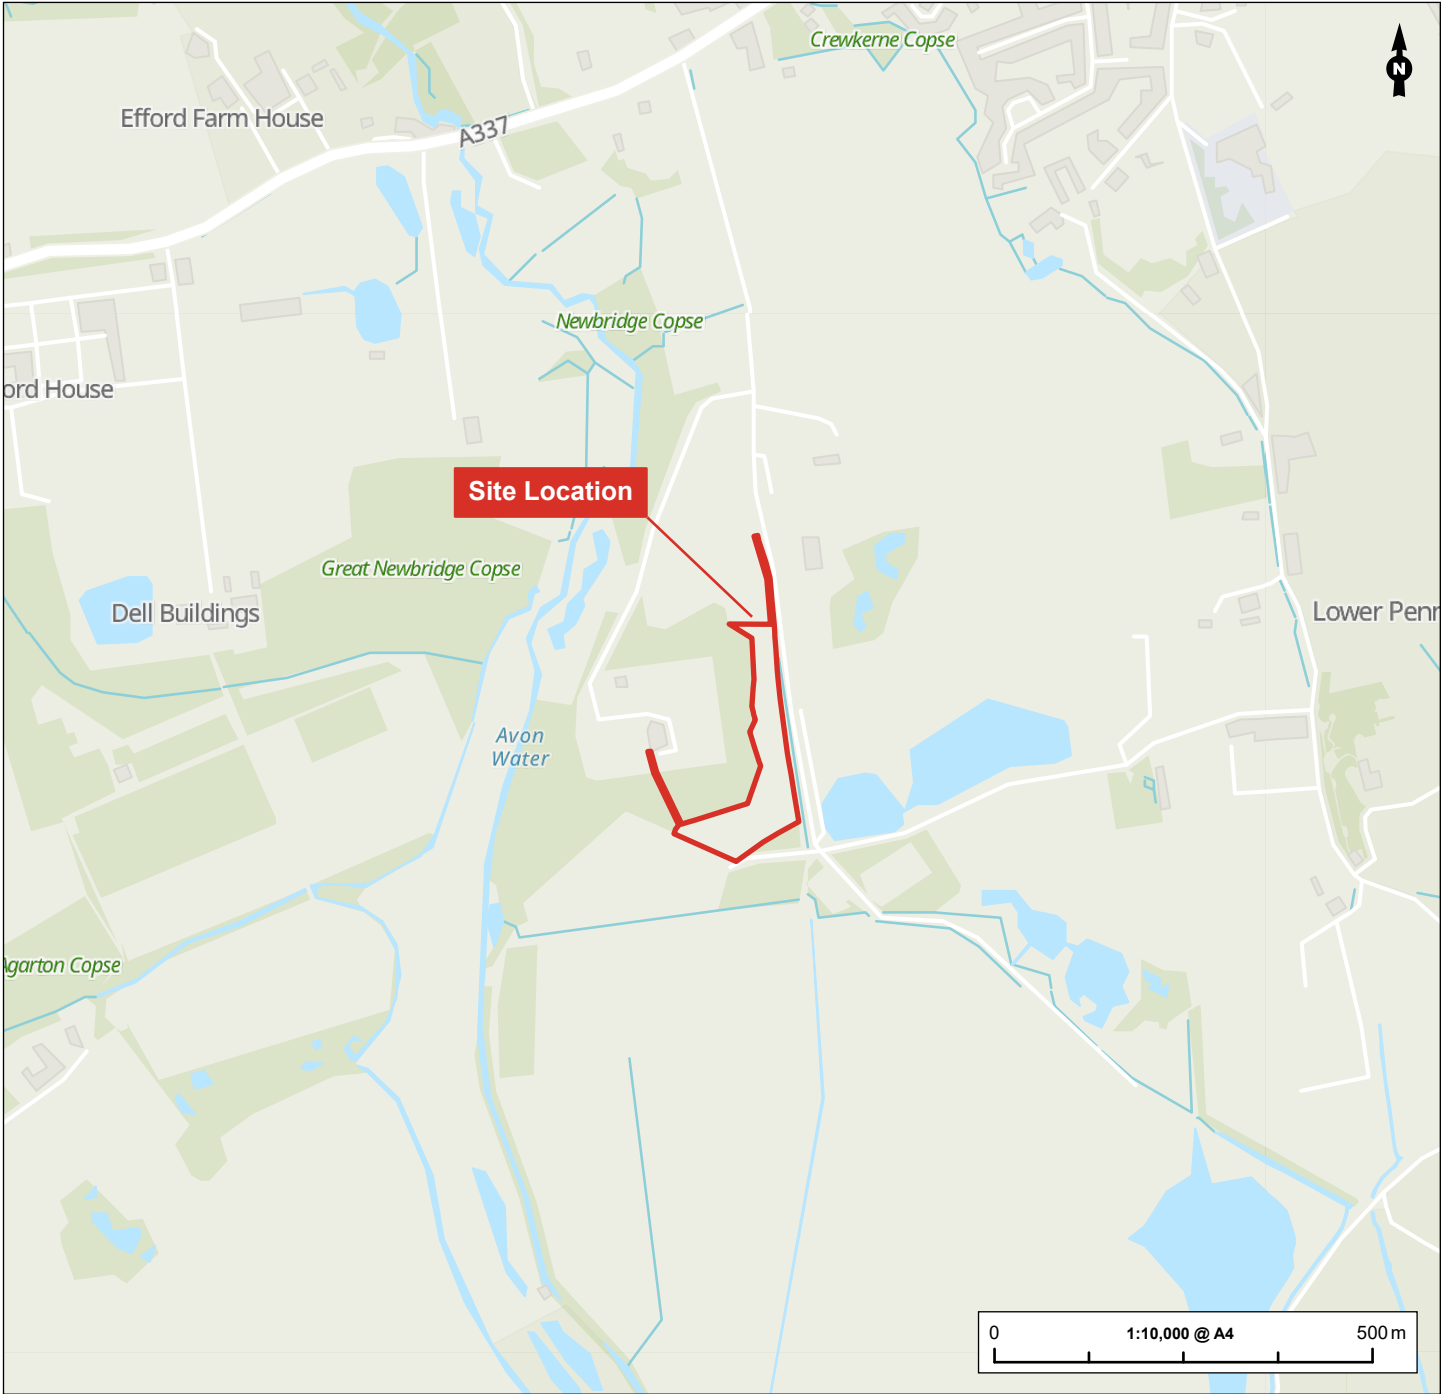 Crewkerne Copse
N
Efford Farm House
A337
Newbridge Copse
ord House
Site Location
Great Newbridge Copse
Dell Buildings
Lower Penn
Avon
Water
Agarton Copse
0 1:10,000 @ A4 500m